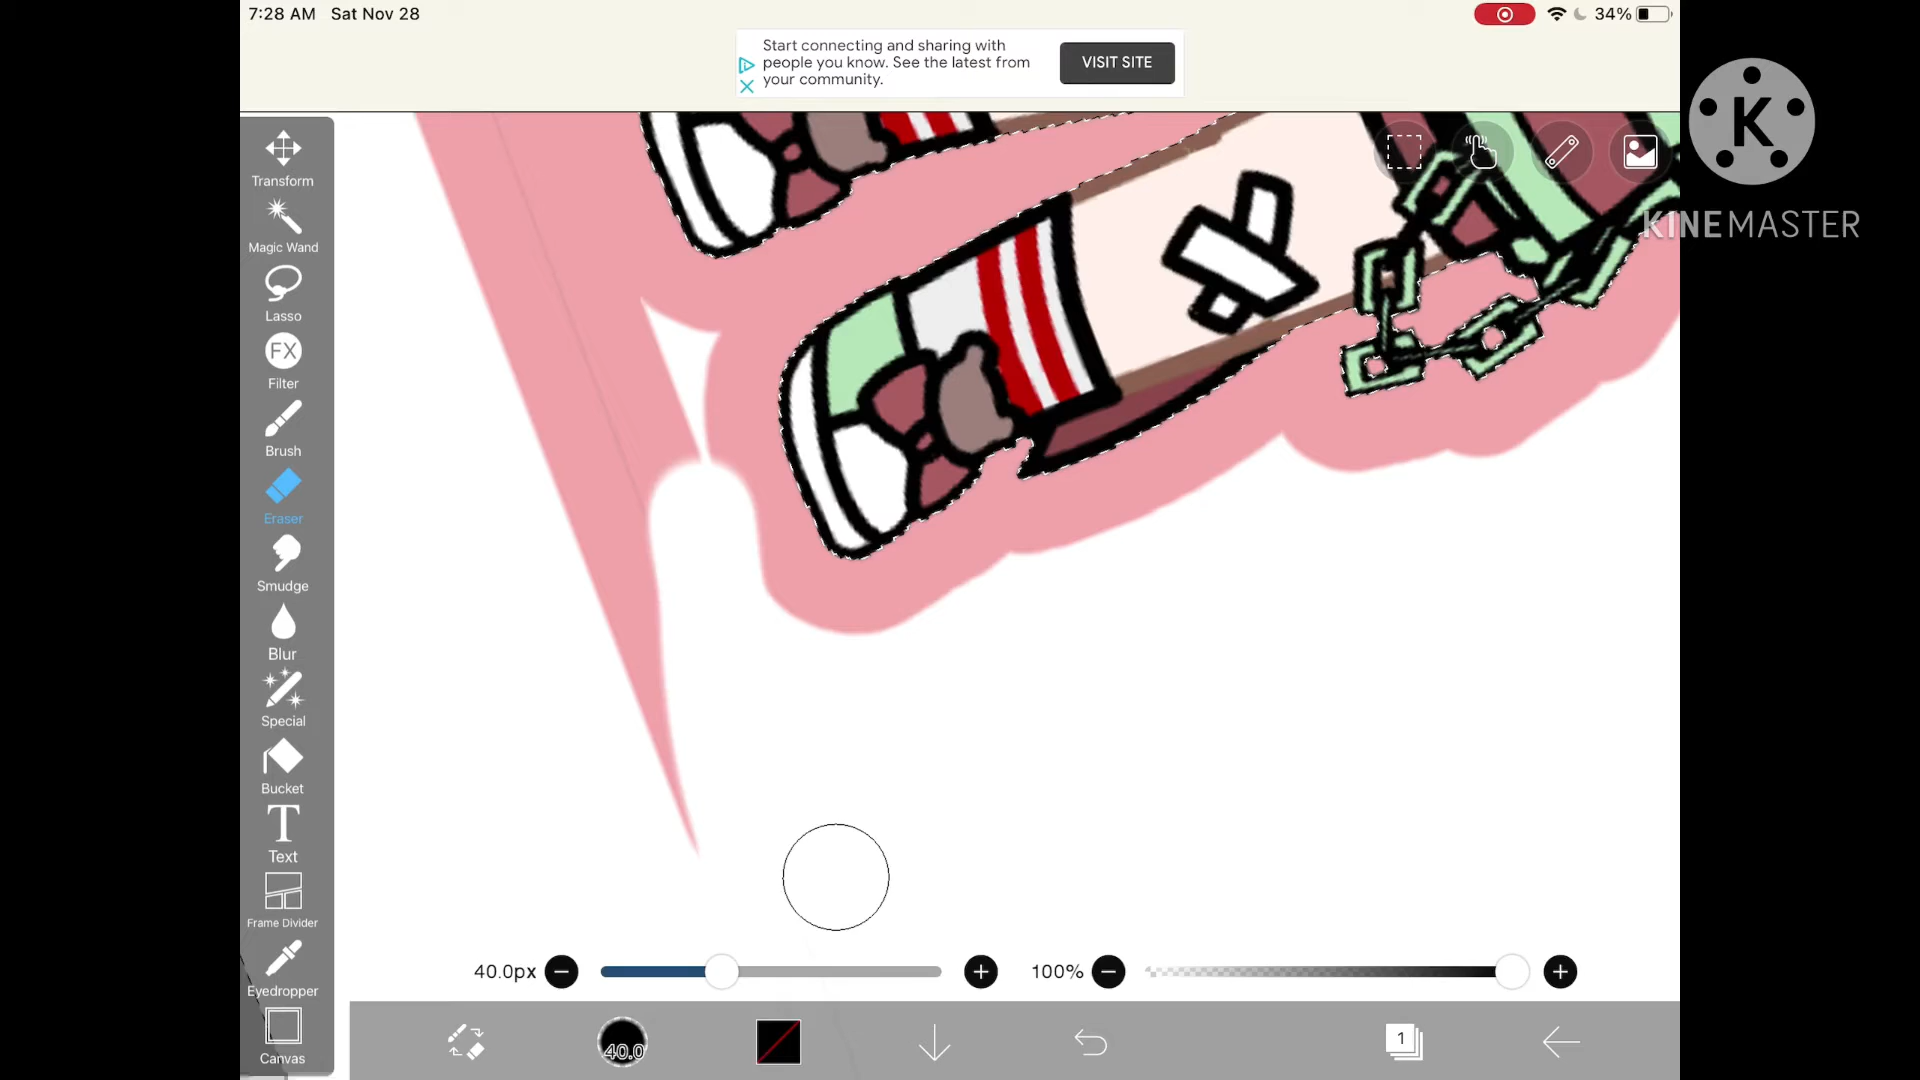 7:28 AM Sat Nov 28
34%
Start connecting and sharing with
people you know. See the latest from
your community.
VISIT SITE
K
KINEMASTER
Transform
Magic Wand
Lasso
FX
Filter
Brush
Eraser
Smudge
Blur
Special
Bucket
T
Text
Frame Divider
Eyedropper
Canvas
40.0px
100%
40.0
1